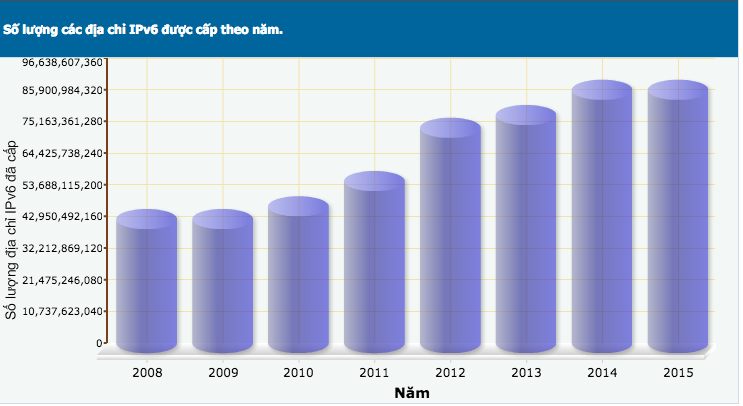 Số lượng các địa chỉ IPv6 được cấp theo năm.
Số lượng địa chỉ IPv6 đã cấp
96,638,607,360
85,900,984,320
75,163,361,280
64,425,738,240
53,688,115,200
42,950,492,160
32,212,869,120
21,475,246,080
10,737,623,040
0
2008 2009 2010 2011 2012 2013 2014 2015
Năm